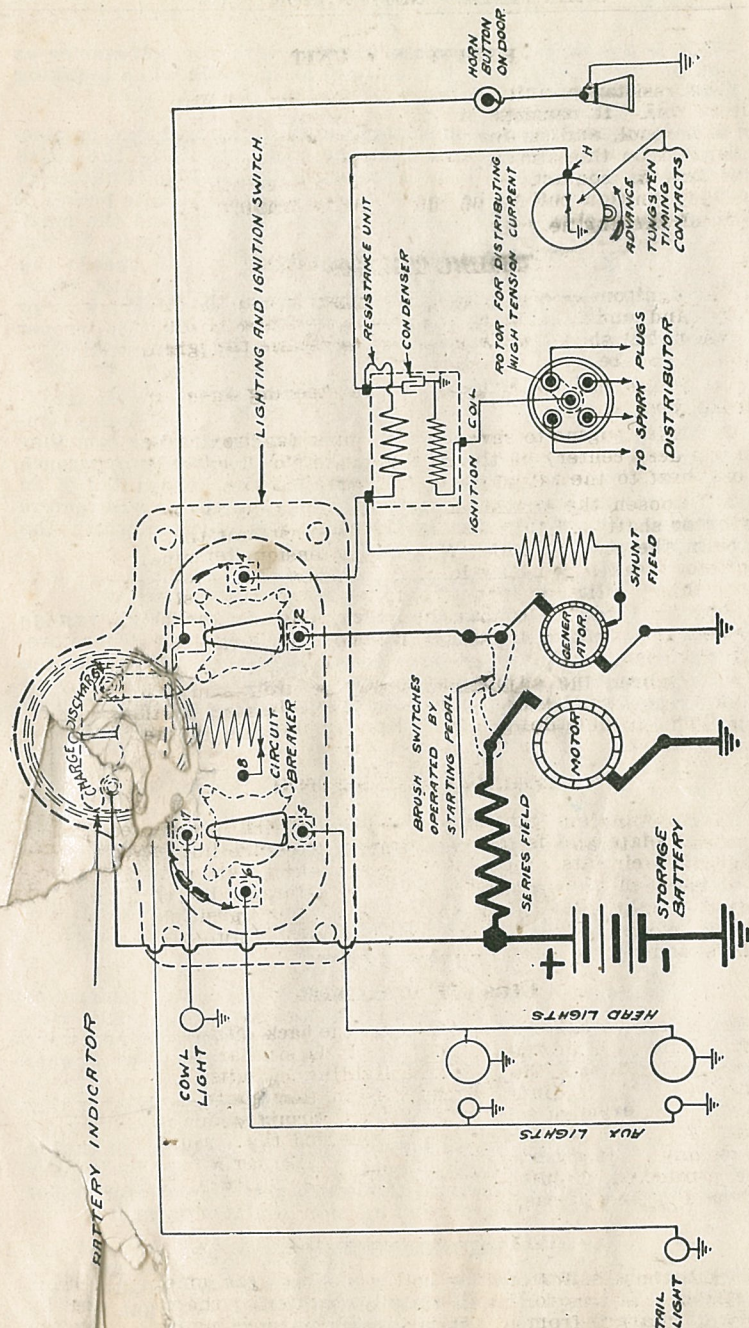 HORN
BUTTON
ON DOOR
LIGHTING AND IGNITION SWITCH.
RESISTANCE UNIT
CONDENSER
ROTOR FOR DISTRIBUTING
HIGH TENSION CURRENT
H
ADVANCE
TUNGSTEN
TIMING
CONTACTS
IGNITION COIL
TO SPARK PLUGS
DISTRIBUTOR
4
2
CHARGE
DISCHARGE
CIRCUIT
BREAKER
8
5
6
SHUNT
FIELD
GENER
ATOR.
MOTOR
BRUSH SWITCHES
OPERATED BY
STARTING PEDAL
SERIES FIELD
+
-
STORAGE
BATTERY
BATTERY INDICATOR
COWL
LIGHT
HEAD LIGHTS
AUX LIGHTS
TAIL
LIGHT